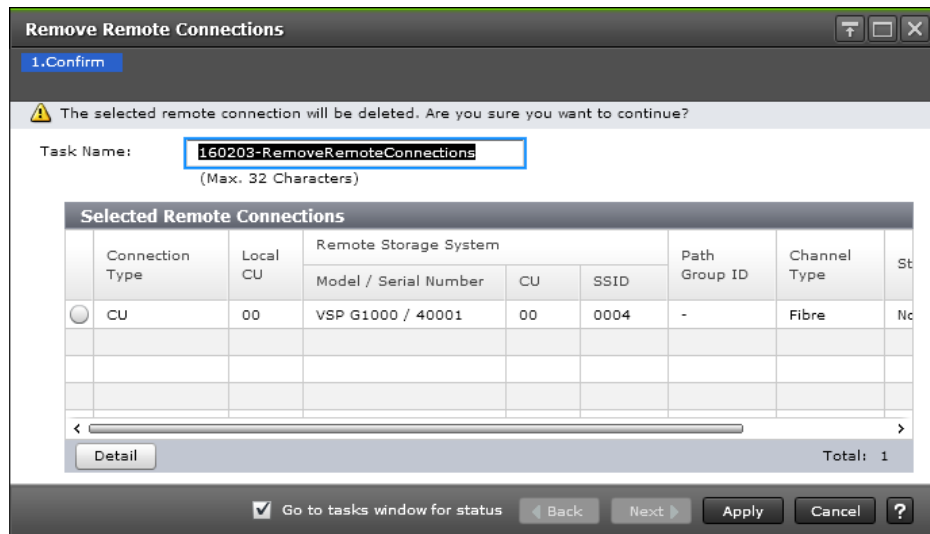 Remove Remote Connections
1.Confirm
The selected remote connection will be deleted. Are you sure you want to continue?
Task Name: 160203-RemoveRemoteConnections
(Max. 32 Characters)
Selected Remote Connections
Connection Type Local CU Remote Storage System Path Group ID Channel Type St
Model / Serial Number CU SSID
CU 00 VSP G1000 / 40001 00 0004 - Fibre No
Detail Total: 1
Go to tasks window for status Back Next Apply Cancel ?